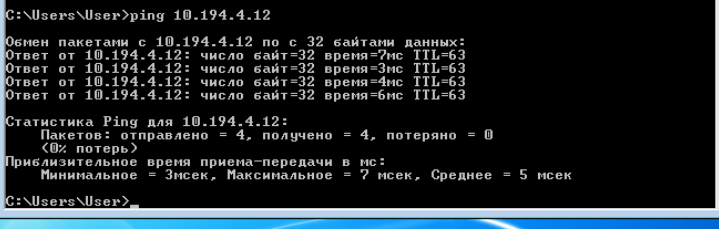 C:\Users\User>ping 10.194.4.12
Обмен пакетами с 10.194.4.12 по с 32 байтами данных:
Ответ от 10.194.4.12: число байт=32 время=7мс TTL=63
Ответ от 10.194.4.12: число байт=32 время=3мс TTL=63
Ответ от 10.194.4.12: число байт=32 время=4мс TTL=63
Ответ от 10.194.4.12: число байт=32 время=6мс TTL=63
Статистика Ping для 10.194.4.12:
Пакетов: отправлено = 4, получено = 4, потеряно = 0
(0% потерь)
Приблизительное время приема-передачи в мс:
Минимальное = 3мсек, Максимальное = 7 мсек, Среднее = 5 мсек
C:\Users\User>_